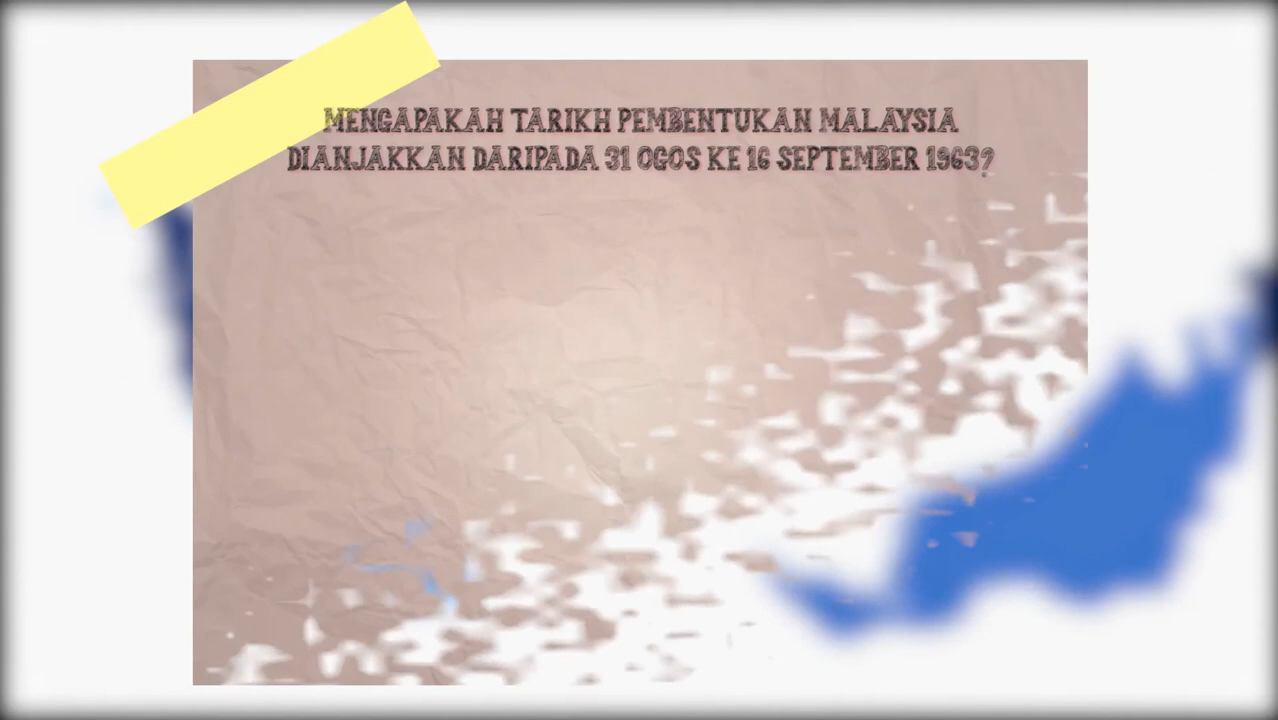 MENGAPAKAH TARIKH PEMBENTUKAN MALAYSIA
DIANJAKKAN DARIPADA 31 OGOS KE 16 SEPTEMBER 1963?